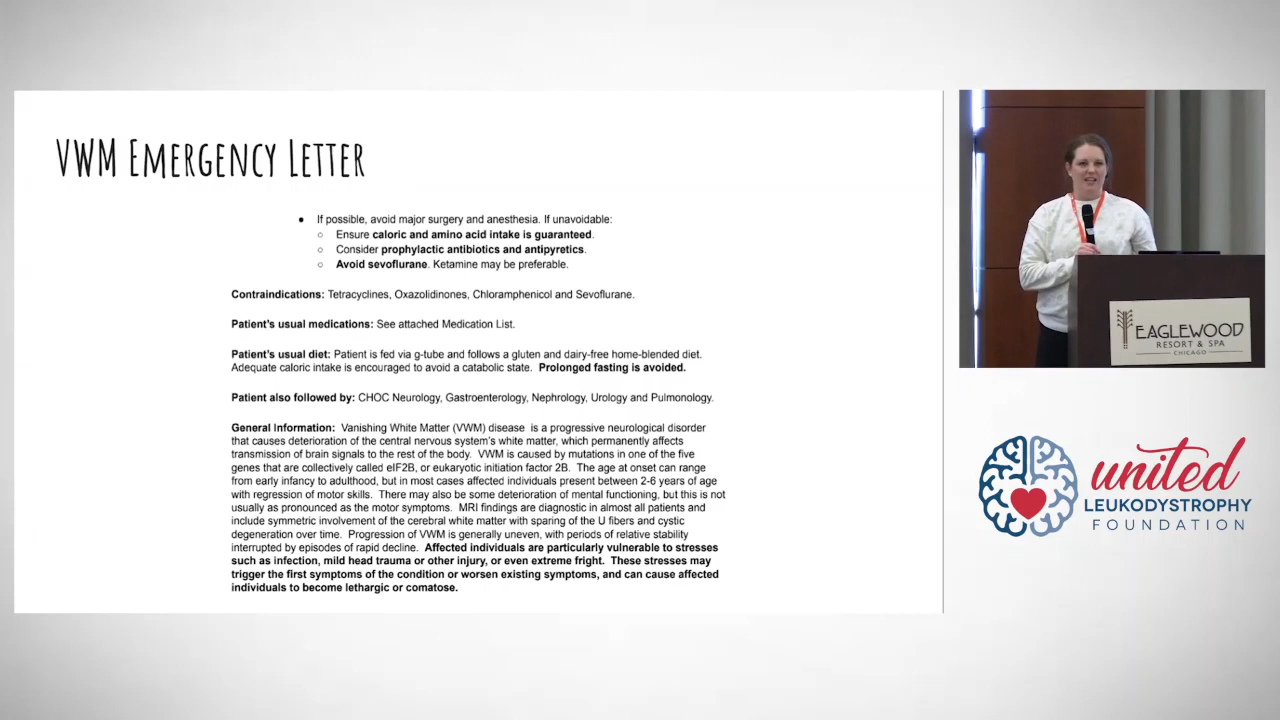 VWM Emergency Letter
● If possible, avoid major surgery and anesthesia. If unavoidable:
○ Ensure caloric and amino acid intake is guaranteed.
○ Consider prophylactic antibiotics and antipyretics.
○ Avoid sevoflurane. Ketamine may be preferable.
Contraindications: Tetracyclines, Oxazolidinones, Chloramphenicol and Sevoflurane.
Patient's usual medications: See attached Medication List.
Patient's usual diet: Patient is fed via g-tube and follows a gluten and dairy-free home-blended diet.
Adequate caloric intake is encouraged to avoid a catabolic state. Prolonged fasting is avoided.
Patient also followed by: CHOC Neurology, Gastroenterology, Nephrology, Urology and Pulmonology.
General Information: Vanishing White Matter (VWM) disease is a progressive neurological disorder
that causes deterioration of the central nervous system's white matter, which permanently affects
transmission of brain signals to the rest of the body. VWM is caused by mutations in one of the five
genes that are collectively called eIF2B, or eukaryotic initiation factor 2B. The age at onset can range
from early infancy to adulthood, but in most cases affected individuals present between 2-6 years of age
with regression of motor skills. There may also be some deterioration of mental functioning, but this is not
usually as pronounced as the motor symptoms. MRI findings are diagnostic in almost all patients and
include symmetric involvement of the cerebral white matter with sparing of the U fibers and cystic
degeneration over time. Progression of VWM is generally uneven, with periods of relative stability
interrupted by episodes of rapid decline. Affected individuals are particularly vulnerable to stresses
such as infection, mild head trauma or other injury, or even extreme fright. These stresses may
trigger the first symptoms of the condition or worsen existing symptoms, and can cause affected
individuals to become lethargic or comatose.
EAGLEWOOD
RESORT & SPA
CHICAGO
united
LEUKODYSTROPHY
FOUNDATION